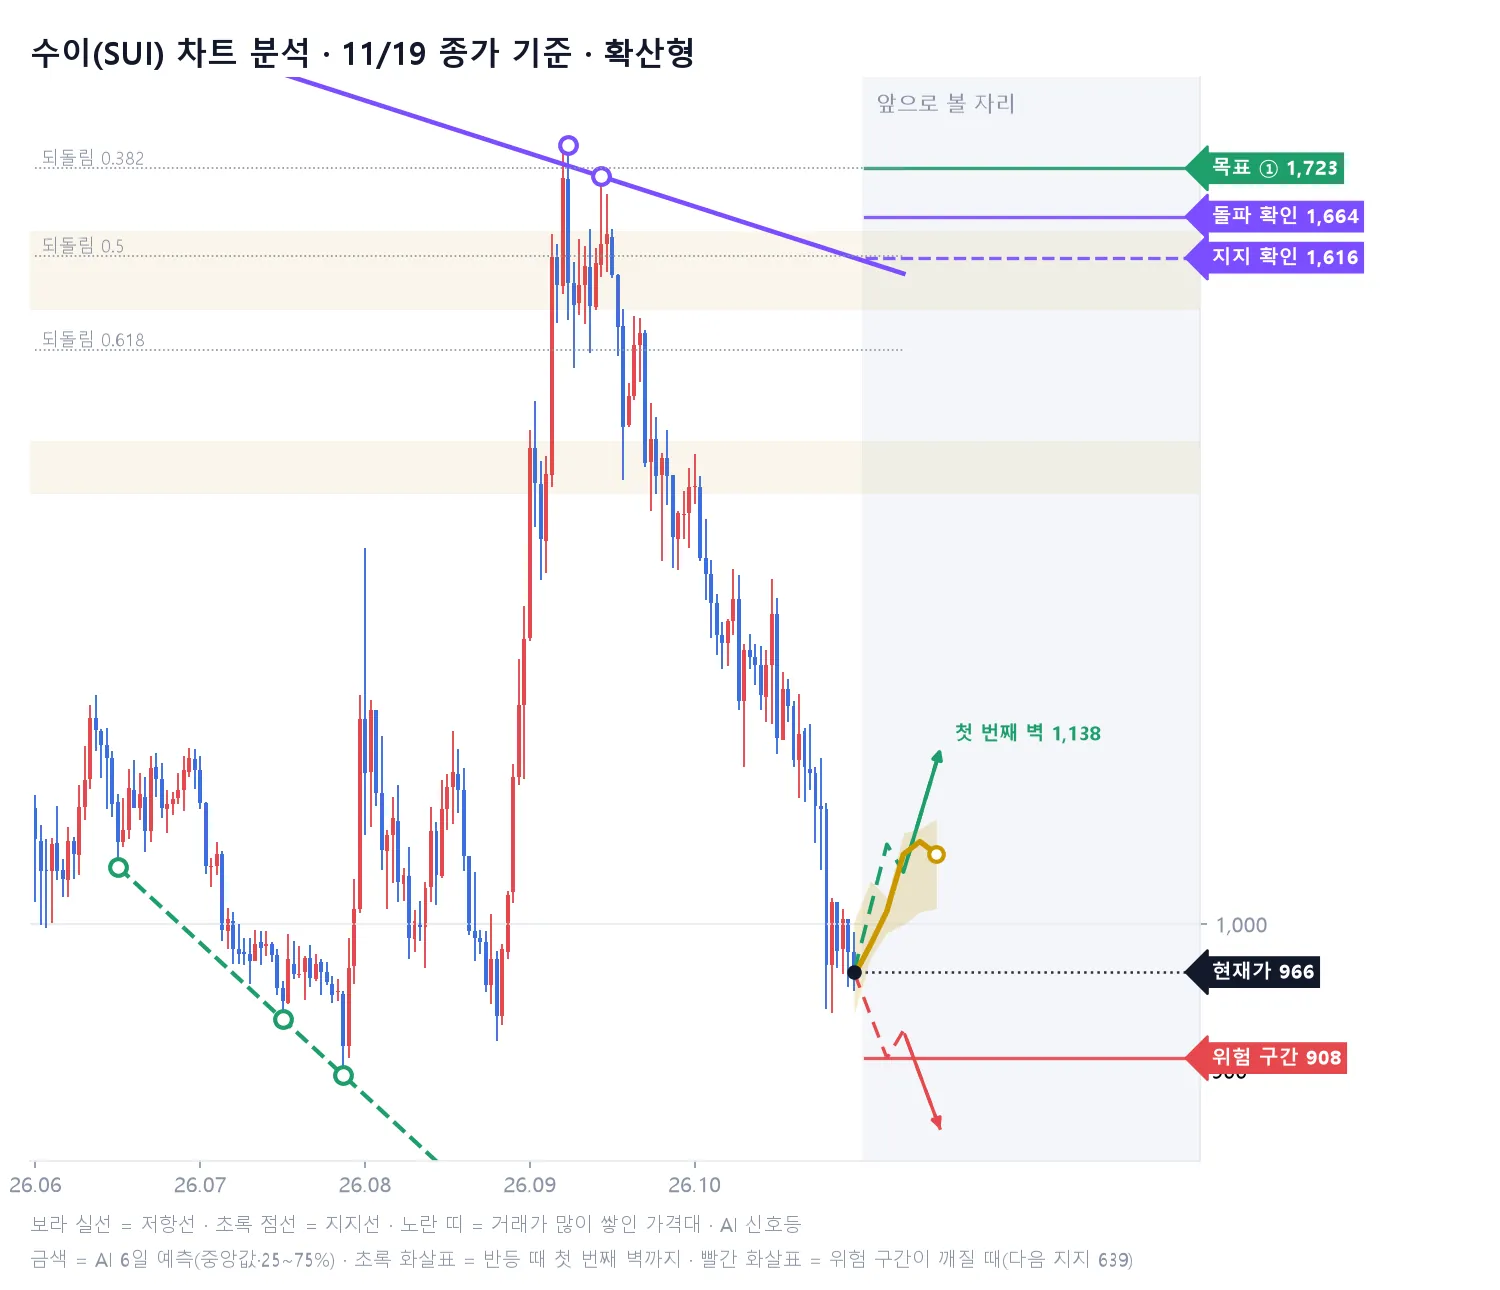 수이(SUI) 차트 분석 · 11/19 종가 기준 · 확산형
앞으로 볼 자리
되돌림 0.382
목표 ① 1,723
돌파 확인 1,664
되돌림 0.5
지지 확인 1,616
되돌림 0.618
첫 번째 벽 1,138
1,000
현재가 966
위험 구간 908
26.06 26.07 26.08 26.09 26.10
보라 실선 = 저항선 · 초록 점선 = 지지선 · 노란 띠 = 거래가 많이 쌓인 가격대 · AI 신호등
금색 = AI 6일 예측(중앙값·25~75%) · 초록 화살표 = 반등 때 첫 번째 벽까지 · 빨간 화살표 = 위험 구간이 깨질 때(다음 지지 639)